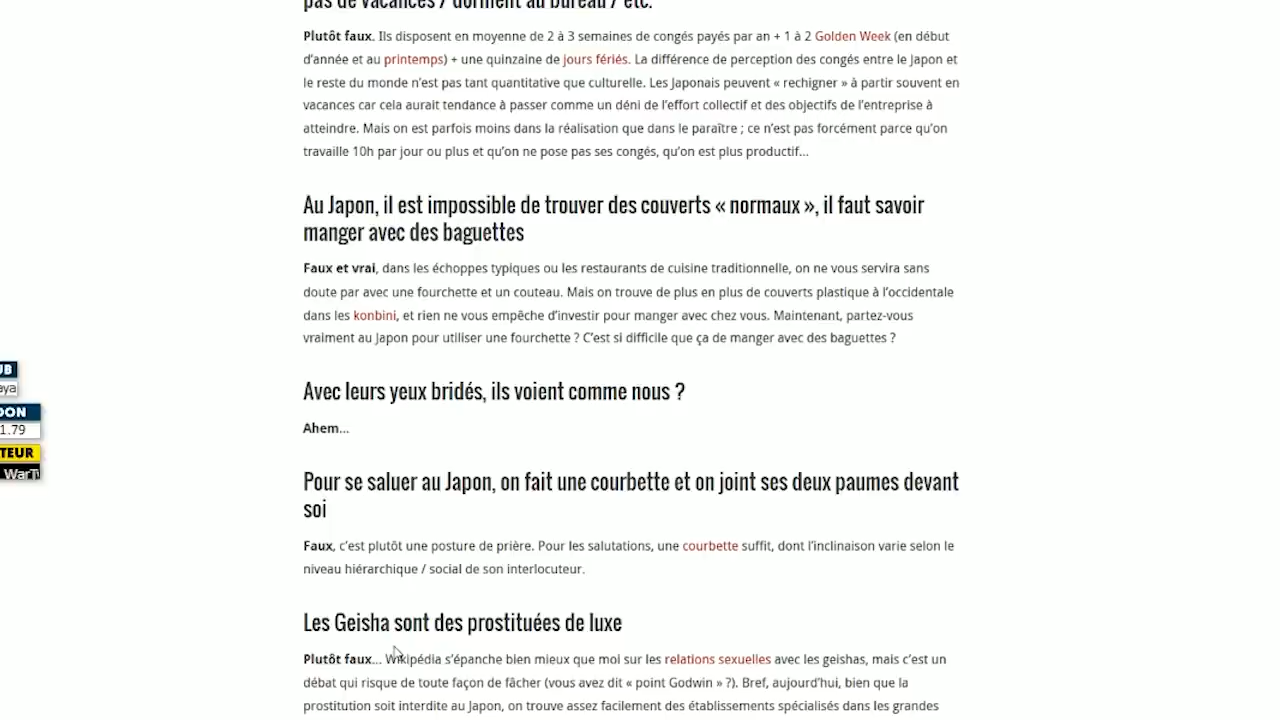 pas de vacances / dorment au bureau / etc.
Plutôt faux. Ils disposent en moyenne de 2 à 3 semaines de congés payés par an + 1 à 2 Golden Week (en début
d'année et au printemps) + une quinzaine de jours fériés. La différence de perception des congés entre le Japon et
le reste du monde n'est pas tant quantitative que culturelle. Les Japonais peuvent « rechigner » à partir souvent en
vacances car cela aurait tendance à passer comme un déni de l'effort collectif et des objectifs de l'entreprise à
atteindre. Mais on est parfois moins dans la réalisation que dans le paraître ; ce n'est pas forcément parce qu'on
travaille 10h par jour ou plus et qu'on ne pose pas ses congés, qu'on est plus productif...
Au Japon, il est impossible de trouver des couverts « normaux », il faut savoir
manger avec des baguettes
Faux et vrai, dans les échoppes typiques ou les restaurants de cuisine traditionnelle, on ne vous servira sans
doute par avec une fourchette et un couteau. Mais on trouve de plus en plus de couverts plastique à l'occidentale
dans les konbini, et rien ne vous empêche d'investir pour manger avec chez vous. Maintenant, partez-vous
vraiment au Japon pour utiliser une fourchette ? C'est si difficile que ça de manger avec des baguettes ?
UB
aya
Avec leurs yeux bridés, ils voient comme nous ?
DON
1.79
Ahem...
TEUR
WarT
Pour se saluer au Japon, on fait une courbette et on joint ses deux paumes devant
soi
Faux, c'est plutôt une posture de prière. Pour les salutations, une courbette suffit, dont l'inclinaison varie selon le
niveau hiérarchique / social de son interlocuteur.
Les Geisha sont des prostituées de luxe
Plutôt faux... Wikipédia s'épanche bien mieux que moi sur les relations sexuelles avec les geishas, mais c'est un
débat qui risque de toute façon de fâcher (vous avez dit « point Godwin » ?). Bref, aujourd'hui, bien que la
prostitution soit interdite au Japon, on trouve assez facilement des établissements spécialisés dans les grandes